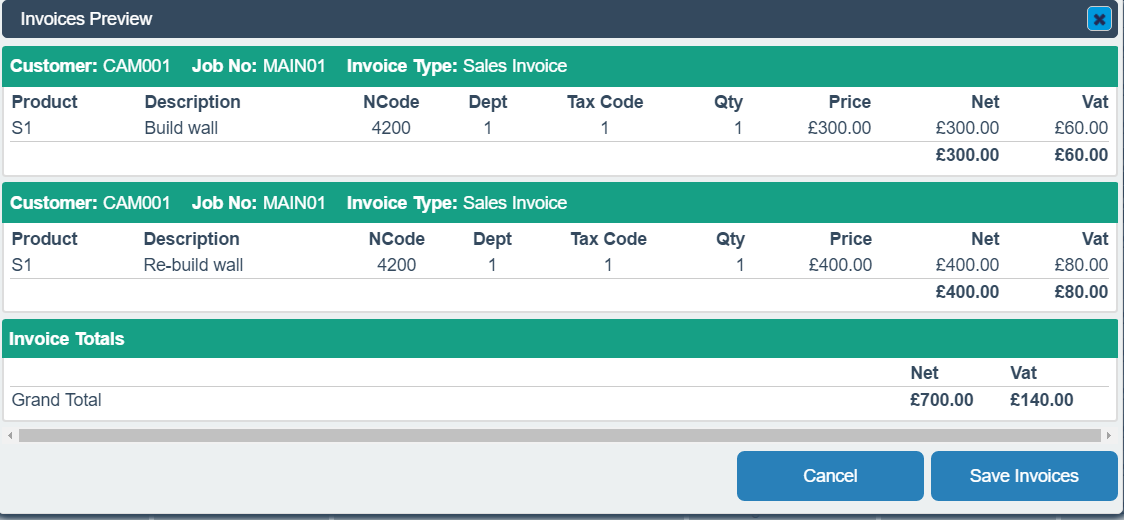 Invoices Preview
Customer: CAM001 Job No: MAIN01 Invoice Type: Sales Invoice
Product Description NCode Dept Tax Code Qty Price Net Vat
S1 Build wall 4200 1 1 1 £300.00 £300.00 £60.00
£300.00 £60.00
Customer: CAM001 Job No: MAIN01 Invoice Type: Sales Invoice
Product Description NCode Dept Tax Code Qty Price Net Vat
S1 Re-build wall 4200 1 1 1 £400.00 £400.00 £80.00
£400.00 £80.00
Invoice Totals
Net Vat
Grand Total £700.00 £140.00
Cancel Save Invoices